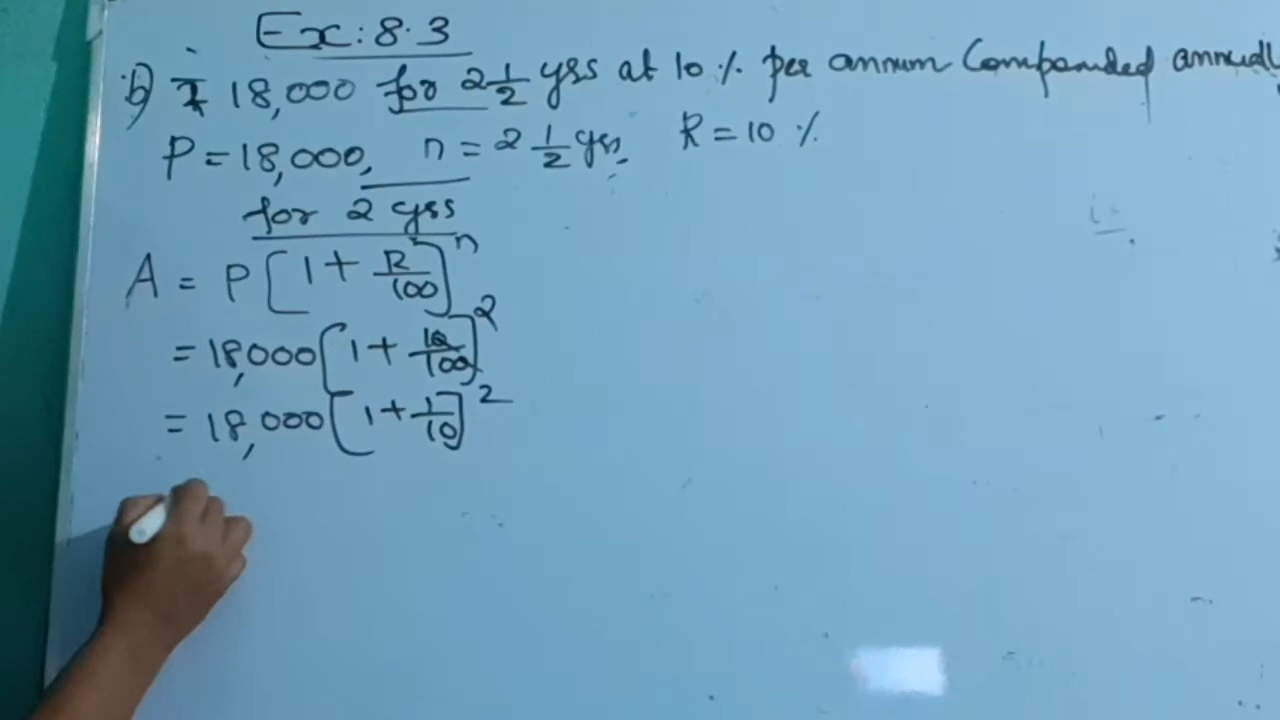 Ex: 8.3
b) ₹ 18,000 for 2 1/2 yrs at 10 % per annum Compounded annuall
P = 18,000, n = 2 1/2 yrs. R = 10 %
for 2 yrs
A = P[1 + R/100]^n
= 18,000[1 + 10/100]^2
= 18,000[1 + 1/10]^2